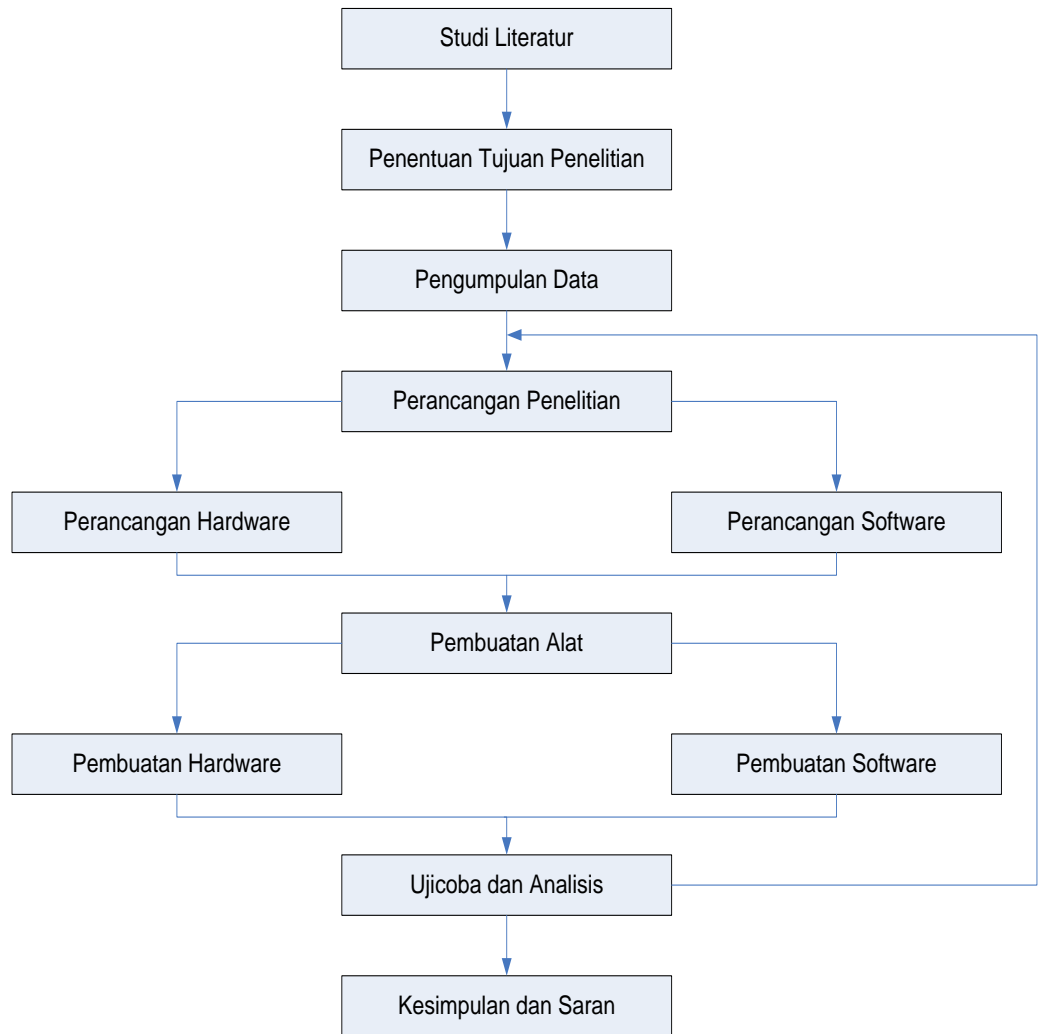 Studi Literatur
Penentuan Tujuan Penelitian
Pengumpulan Data
Perancangan Penelitian
Perancangan Hardware
Perancangan Software
Pembuatan Alat
Pembuatan Hardware
Pembuatan Software
Ujicoba dan Analisis
Kesimpulan dan Saran